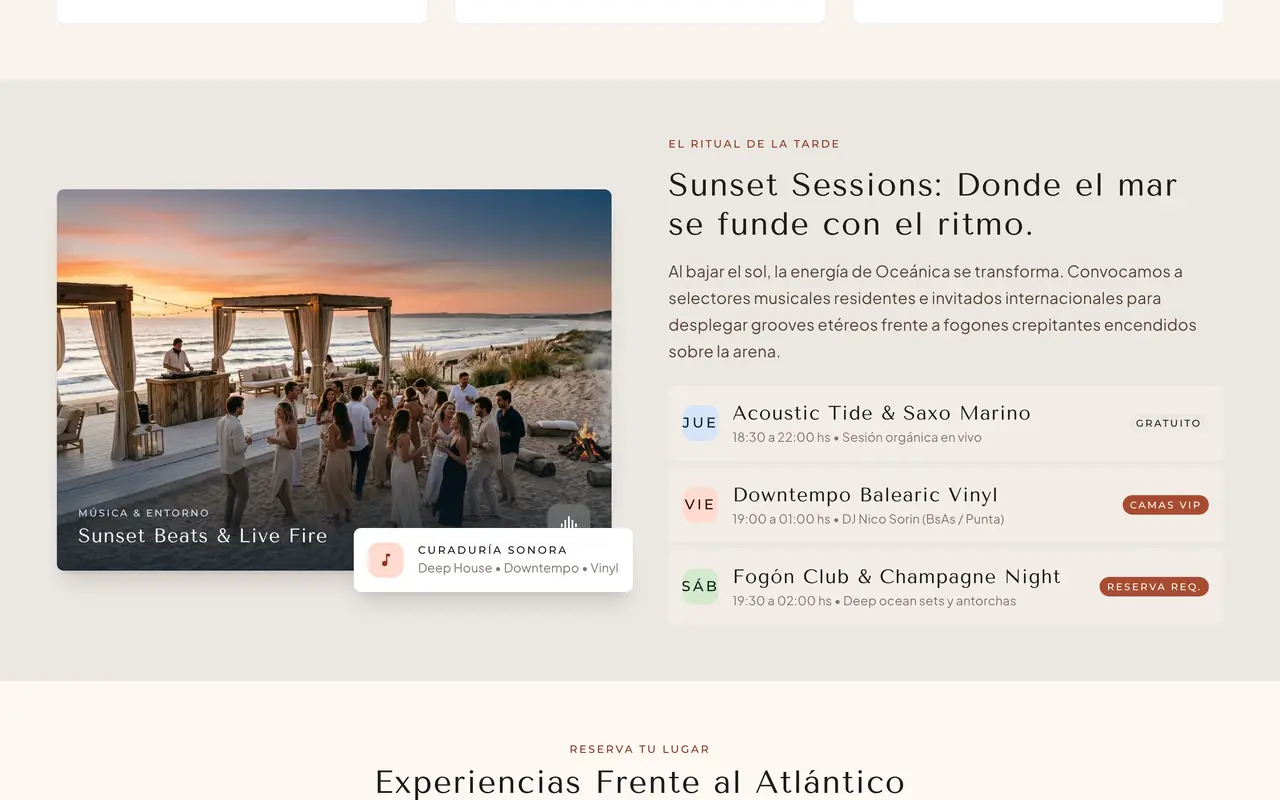 MÚSICA & ENTORNO
Sunset Beats & Live Fire
CURADURÍA SONORA
Deep House • Downtempo • Vinyl
EL RITUAL DE LA TARDE
Sunset Sessions: Donde el mar
se funde con el ritmo.
Al bajar el sol, la energía de Oceánica se transforma. Convocamos a
selectores musicales residentes e invitados internacionales para
desplegar grooves etéreos frente a fogones crepitantes encendidos
sobre la arena.
JUE
Acoustic Tide & Saxo Marino
18:30 a 22:00 hs • Sesión orgánica en vivo
GRATUITO
VIE
Downtempo Balearic Vinyl
19:00 a 01:00 hs • DJ Nico Sorin (BsAs / Punta)
CAMAS VIP
SÁB
Fogón Club & Champagne Night
19:30 a 02:00 hs • Deep ocean sets y antorchas
RESERVA REQ.
RESERVA TU LUGAR
Experiencias Frente al Atlántico